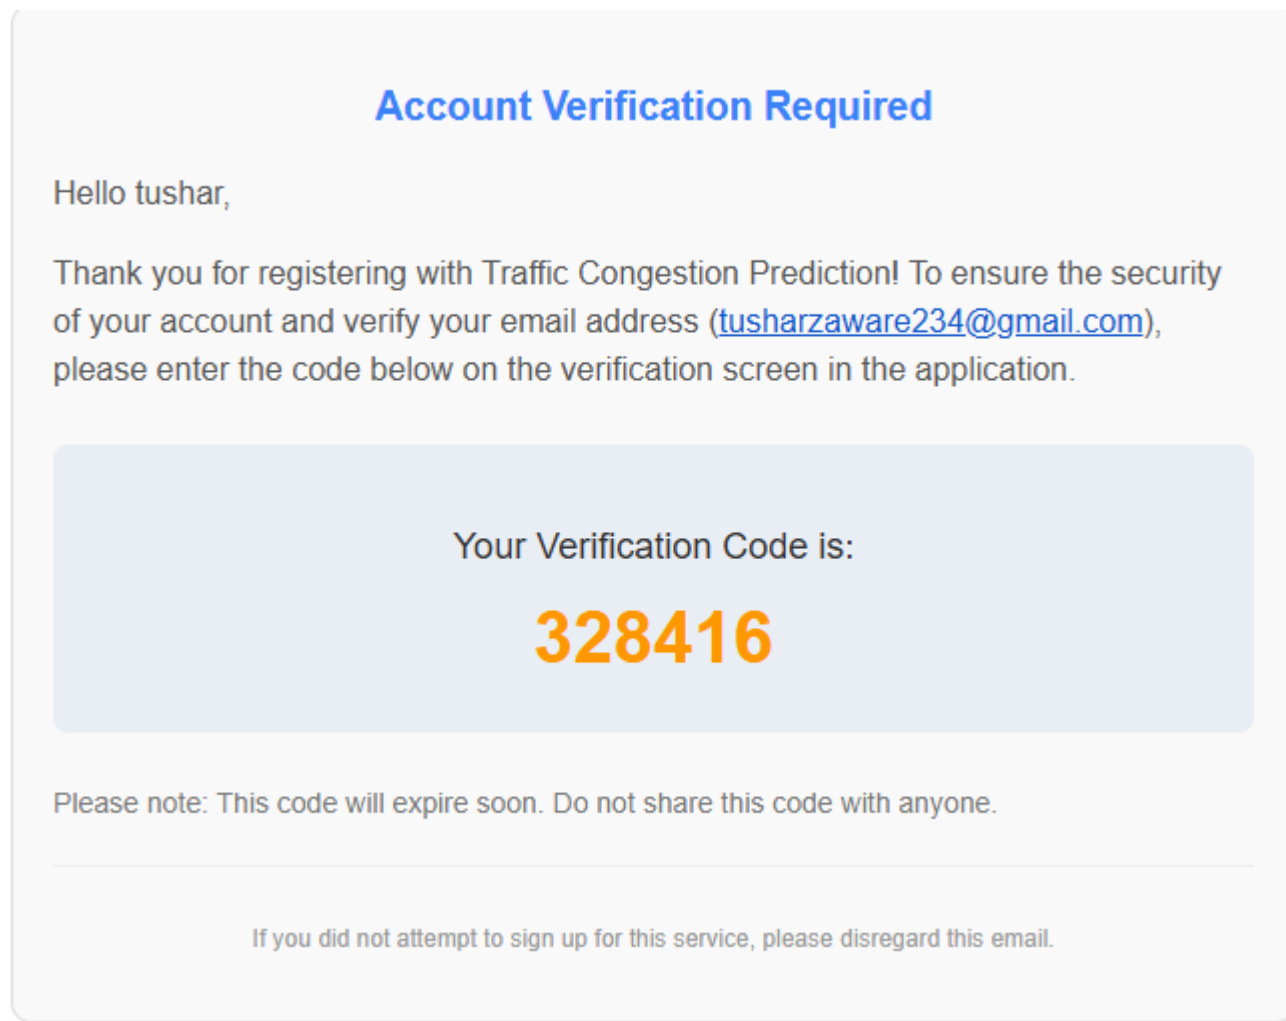 Account Verification Required
Hello tushar,
Thank you for registering with Traffic Congestion Prediction! To ensure the security
of your account and verify your email address (tusharzaware234@gmail.com),
please enter the code below on the verification screen in the application.
Your Verification Code is:
328416
Please note: This code will expire soon. Do not share this code with anyone.
If you did not attempt to sign up for this service, please disregard this email.